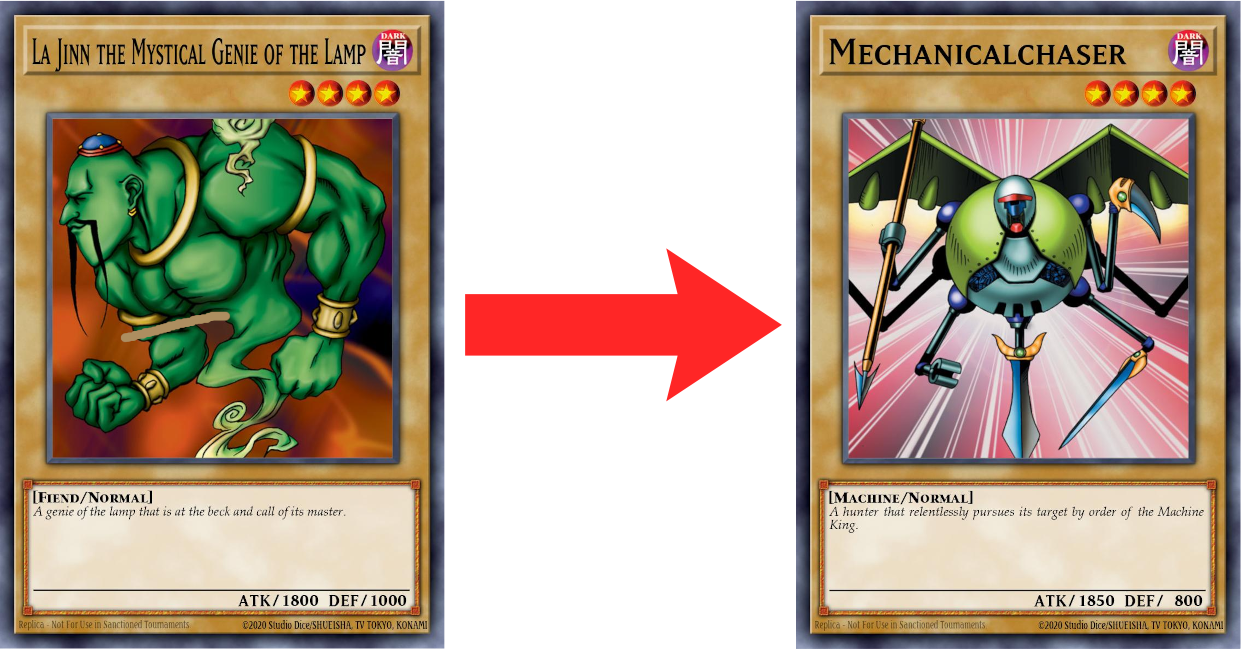 La Jinn the Mystical Genie of the Lamp
DARK
闇
[Fiend/Normal]
A genie of the lamp that is at the beck and call of its master.
ATK/1800 DEF/1000
Replica - Not For Use in Sanctioned Tournaments
©2020 Studio Dice/SHUEISHA, TV TOKYO, KONAMI
Mechanicalchaser
DARK
闇
[Machine/Normal]
A hunter that relentlessly pursues its target by order of the Machine
King.
ATK/1850 DEF/ 800
Replica - Not For Use in Sanctioned Tournaments
©2020 Studio Dice/SHUEISHA, TV TOKYO, KONAMI